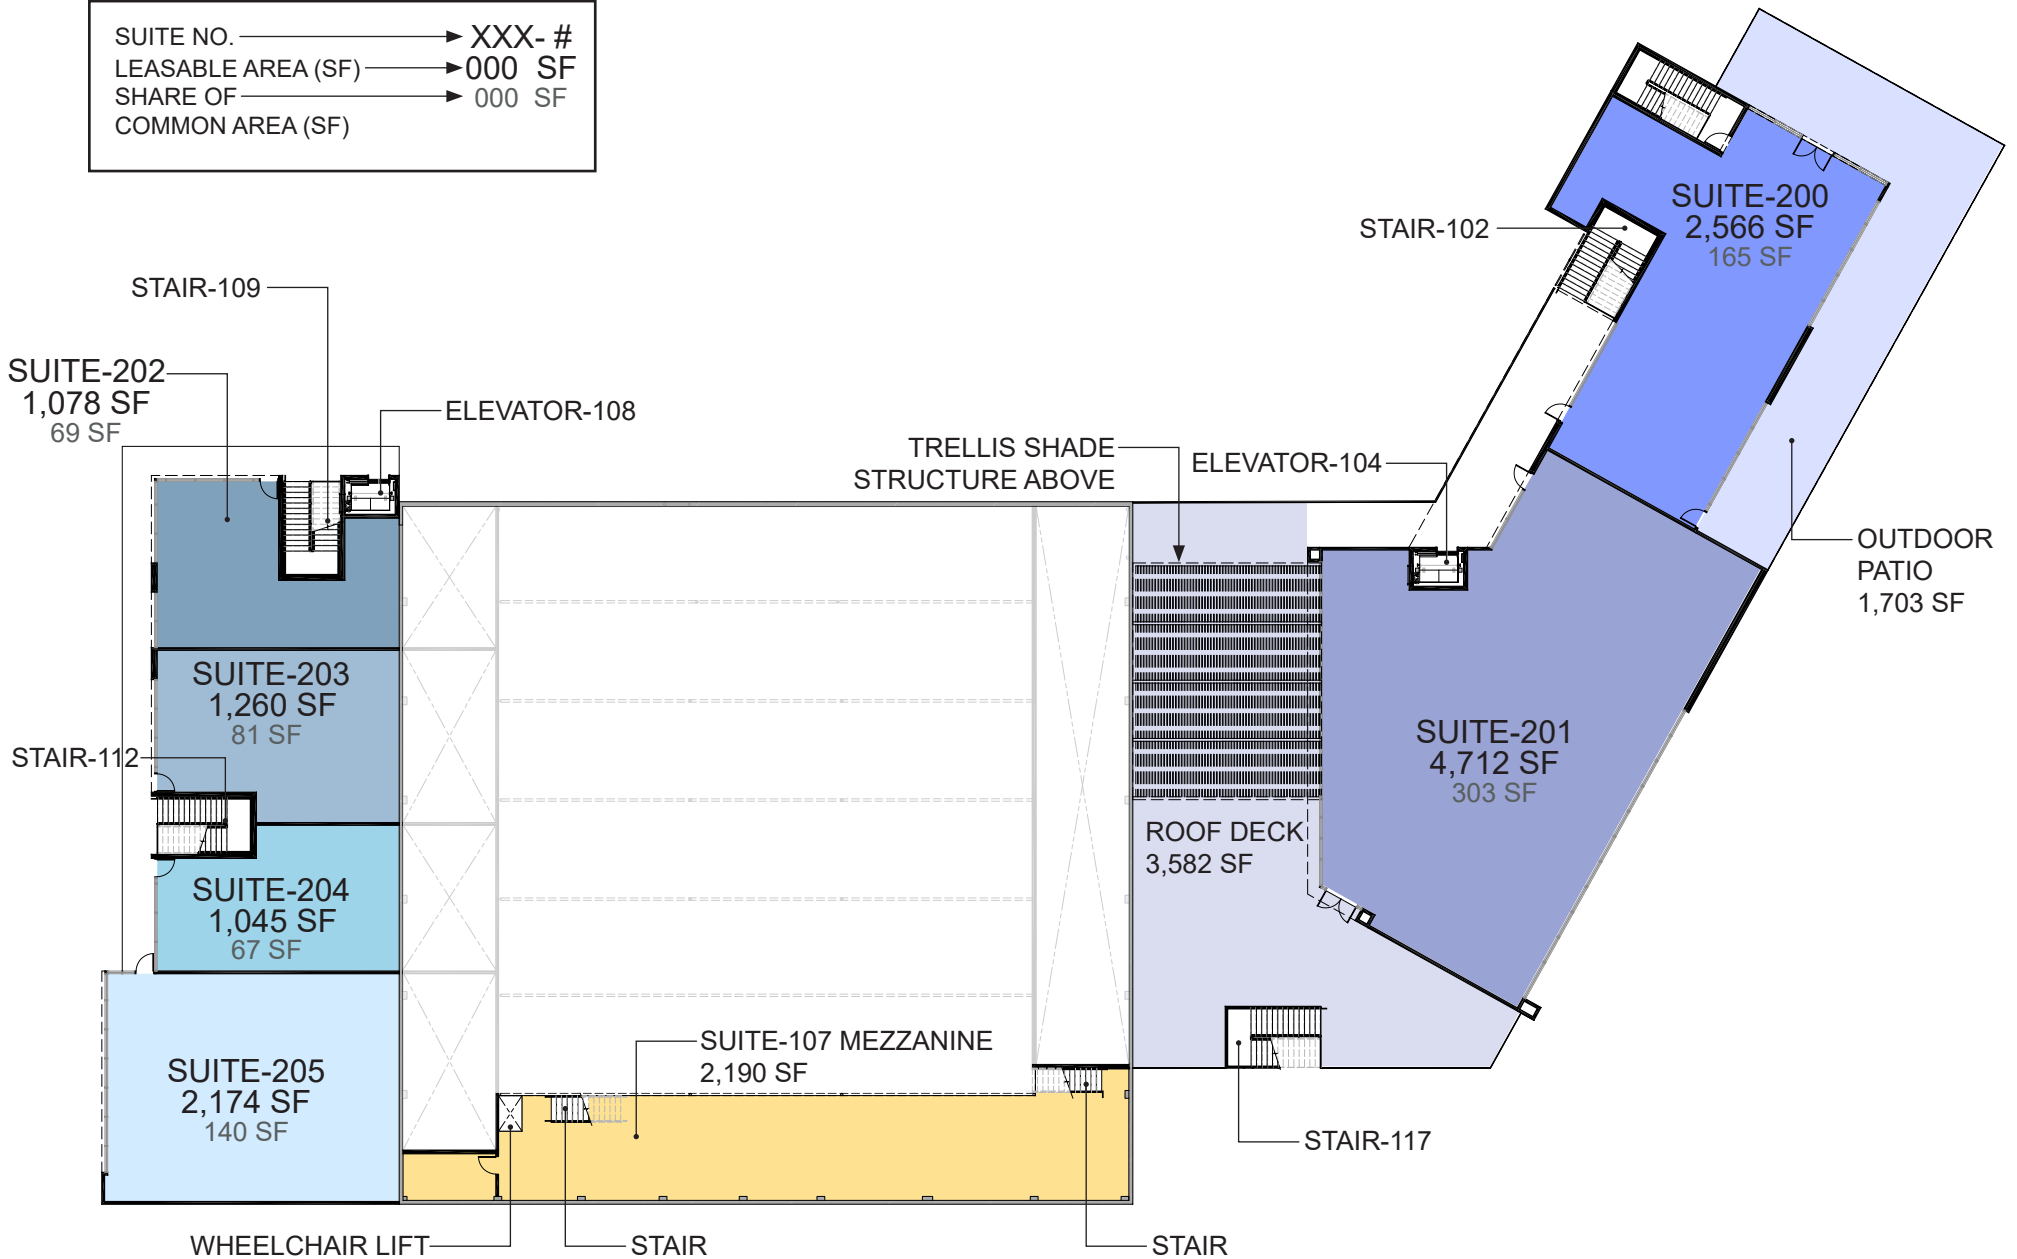 SUITE NO.
XXX- #
LEASABLE AREA (SF)
000 SF
SHARE OF
000 SF
COMMON AREA (SF)
SUITE-200
2,566 SF
165 SF
STAIR-102
STAIR-109
SUITE-202
1,078 SF
69 SF
ELEVATOR-108
TRELLIS SHADE
STRUCTURE ABOVE
ELEVATOR-104
OUTDOOR
PATIO
1,703 SF
SUITE-203
1,260 SF
81 SF
STAIR-112
SUITE-201
4,712 SF
303 SF
ROOF DECK
3,582 SF
SUITE-204
1,045 SF
67 SF
SUITE-107 MEZZANINE
2,190 SF
SUITE-205
2,174 SF
140 SF
STAIR-117
WHEELCHAIR LIFT
STAIR
STAIR